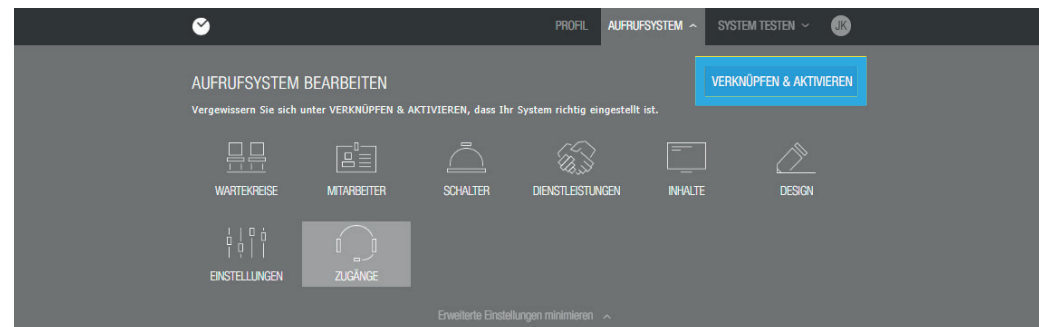 PROFIL AUFRUFSYSTEM SYSTEM TESTEN JK
AUFRUFSYSTEM BEARBEITEN
VERKNÜPFEN & AKTIVIEREN
Vergewissern Sie sich unter VERKNÜPFEN & AKTIVIEREN, dass Ihr System richtig eingestellt ist.
WARTEKREISE MITARBEITER SCHALTER DIENSTLEISTUNGEN INHALTE DESIGN
EINSTELLUNGEN ZUGÄNGE
Erweiterte Einstellungen minimieren